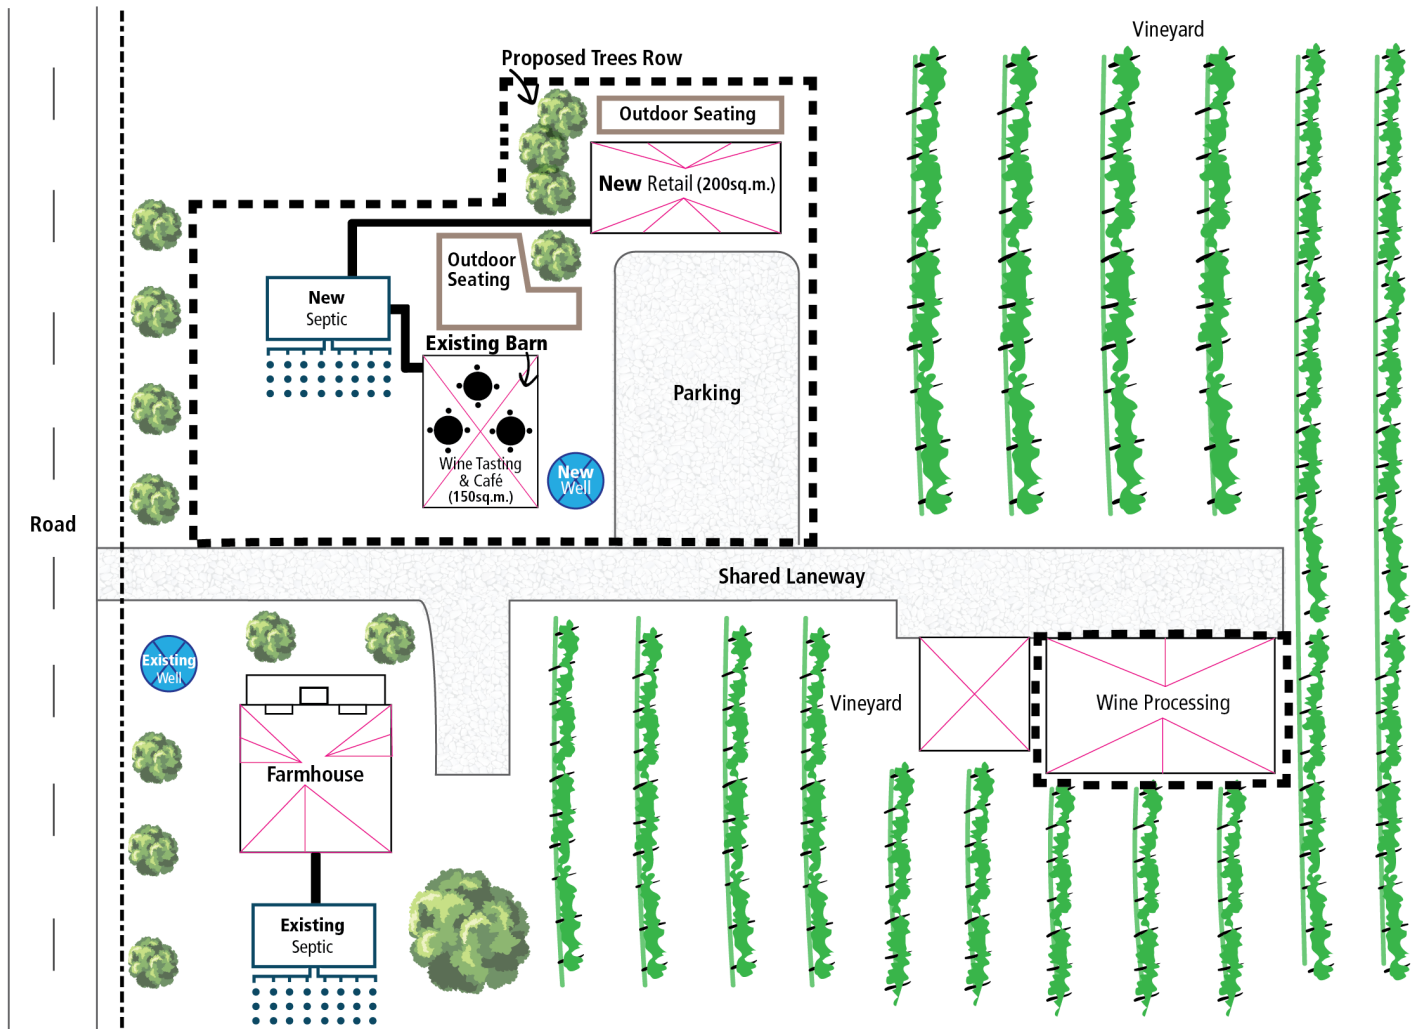 Vineyard
Proposed Trees Row
Outdoor Seating
New Retail (200sq.m.)
Outdoor
Seating
New
Septic
Existing Barn
Parking
Wine Tasting
& Café
(150sq.m.)
New
Well
Road
Shared Laneway
Existing
Well
Vineyard
Wine Processing
Farmhouse
Existing
Septic